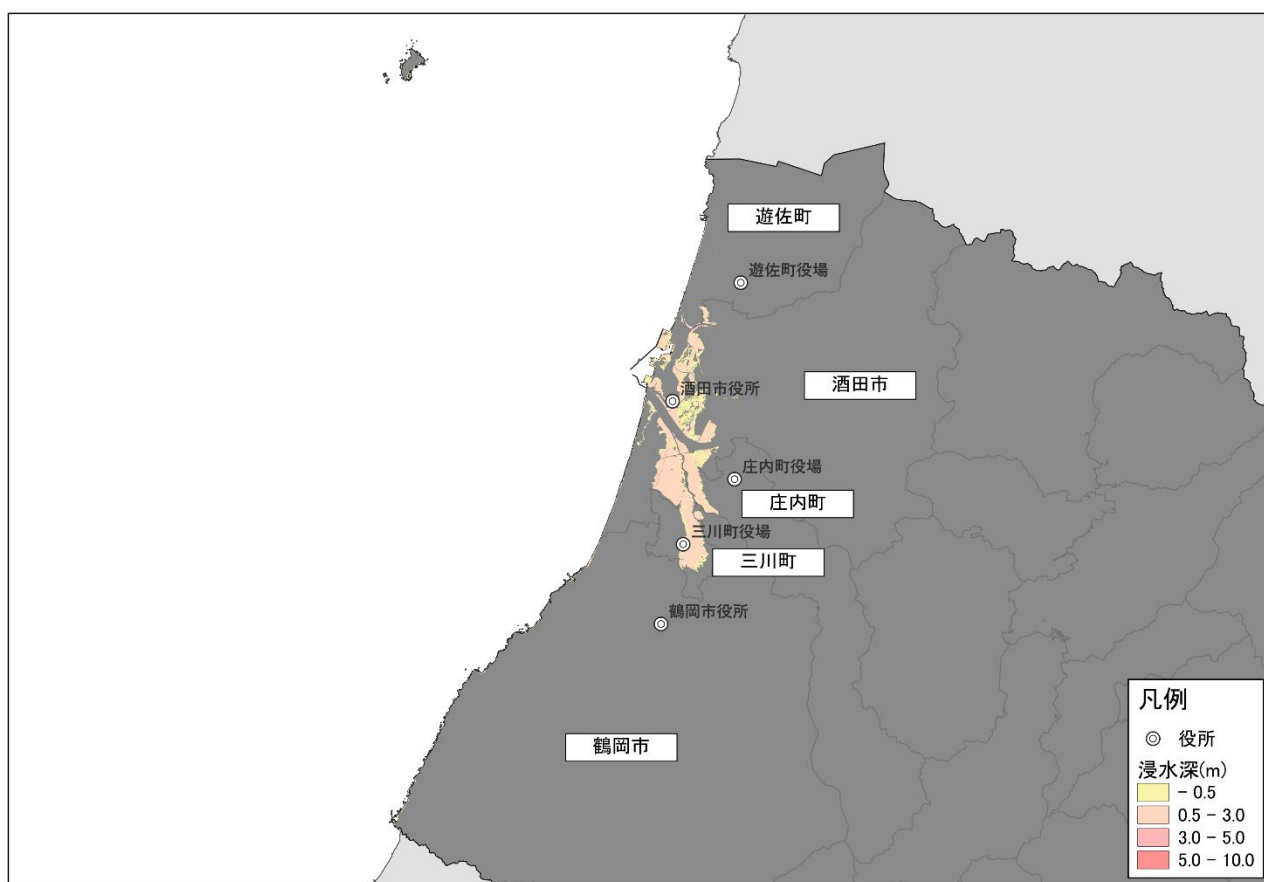 遊佐町
遊佐町役場
酒田市
酒田市役所
庄内町役場
庄内町
三川町役場
三川町
鶴岡市役所
鶴岡市
凡例
役所
浸水深(m)
- 0.5
0.5 - 3.0
3.0 - 5.0
5.0 - 10.0